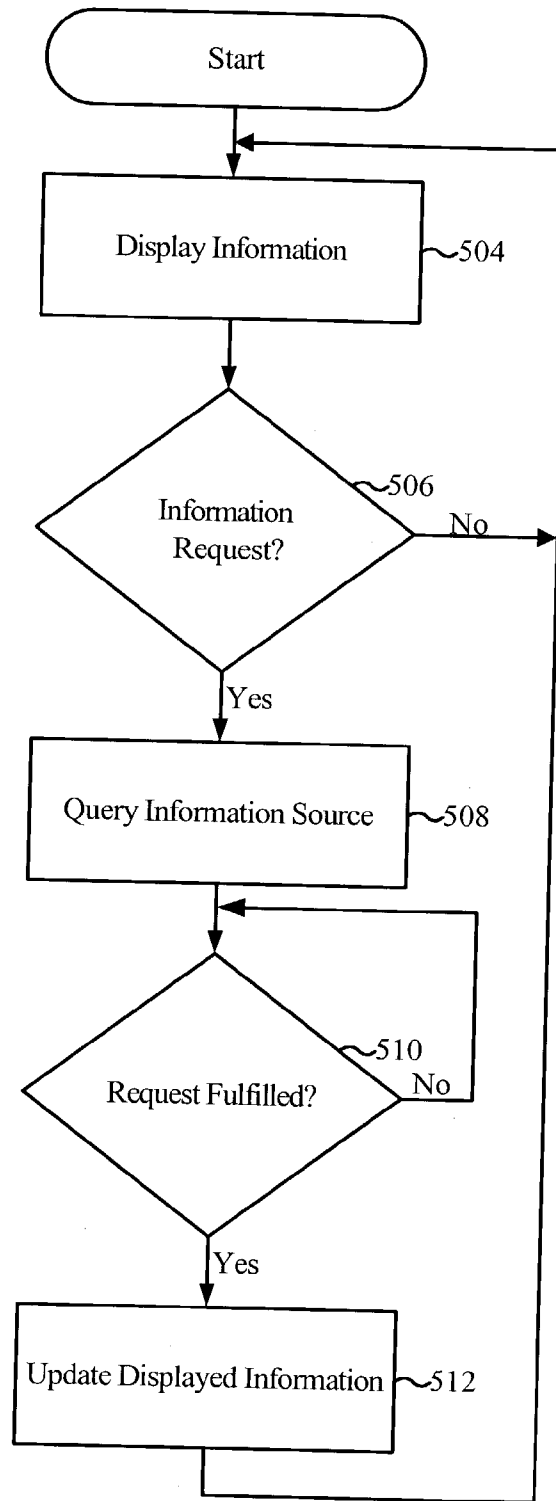 Start
Display Information
504
506
Information
Request?
No
Yes
Query Information Source
508
510
Request Fulfilled?
No
Yes
Update Displayed Information
512